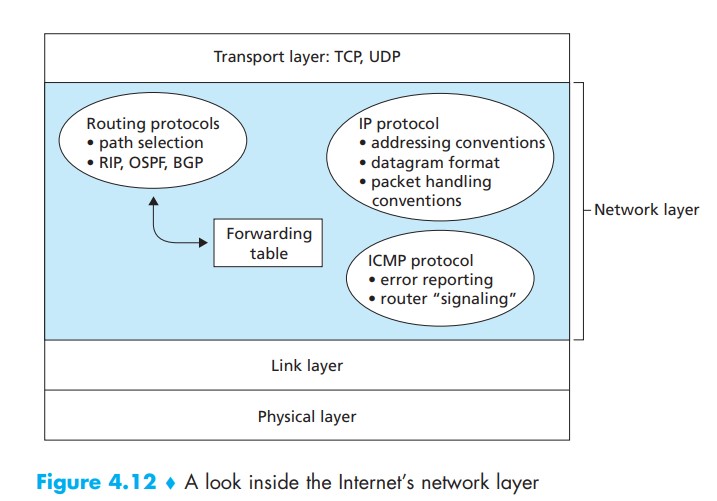 Transport layer: TCP, UDP
Routing protocols
• path selection
• RIP, OSPF, BGP
IP protocol
• addressing conventions
• datagram format
• packet handling
conventions
Network layer
Forwarding
table
ICMP protocol
• error reporting
• router “signaling”
Link layer
Physical layer
Figure 4.12 ♦ A look inside the Internet’s network layer